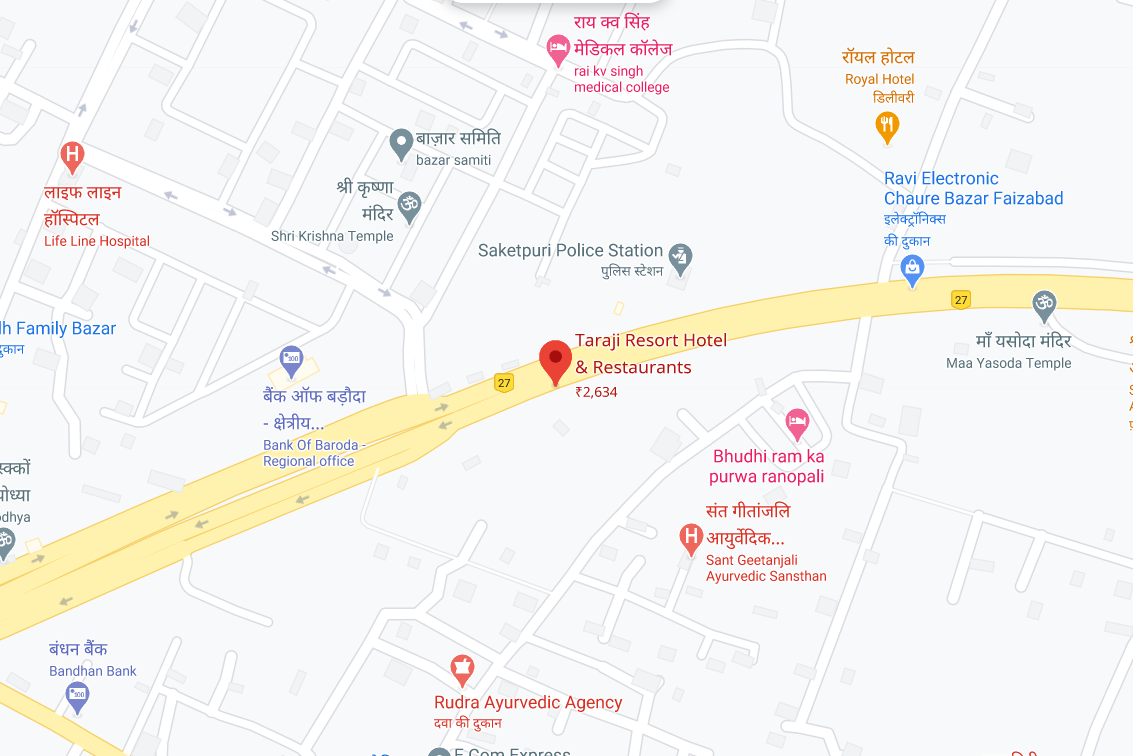 राय क्व सिंह
मेडिकल कॉलेज
rai kv singh
medical college
रॉयल होटल
Royal Hotel
डिलीवरी
बाज़ार समिति
bazar samiti
लाइफ लाइन
हॉस्पिटल
Life Line Hospital
श्री कृष्णा
मंदिर
Shri Krishna Temple
Ravi Electronic
Chaure Bazar Faizabad
इलेक्ट्रॉनिक्स
की दुकान
Saketpuri Police Station
पुलिस स्टेशन
27
Family Bazar
माँ यसोदा मंदिर
Maa Yasoda Temple
Taraji Resort Hotel
& Restaurants
₹2,634
27
बैंक ऑफ बड़ौदा
- क्षेत्रीय...
Bank Of Baroda -
Regional office
Bhudhi ram ka
purwa ranopali
संत गीतांजलि
आयुर्वेदिक...
Sant Geetanjali
Ayurvedic Sansthan
बंधन बैंक
Bandhan Bank
Rudra Ayurvedic Agency
दवा की दुकान
E Com Express